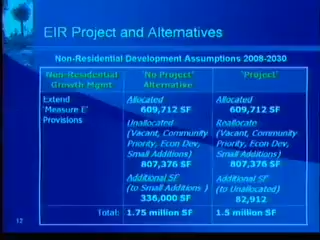 EIR Project and Alternatives
Non-Residential Development Assumptions 2008-2030
Non-Residential
Growth Mgmt
'No Project'
Alternative
'Project'
Extend
'Measure E'
Provisions
Allocated
609,712 SF
Unallocated
(Vacant, Community
Priority, Econ Dev,
Small Additions)
807,376 SF
Additional SF
(to Small Additions )
336,000 SF
Allocated
609,712 SF
Reallocate
(Vacant, Community
Priority, Econ Dev,
Small Additions)
807,376 SF
Additional SF
(to Unallocated)
82,912
Total:
1.75 million SF
1.5 million SF
12